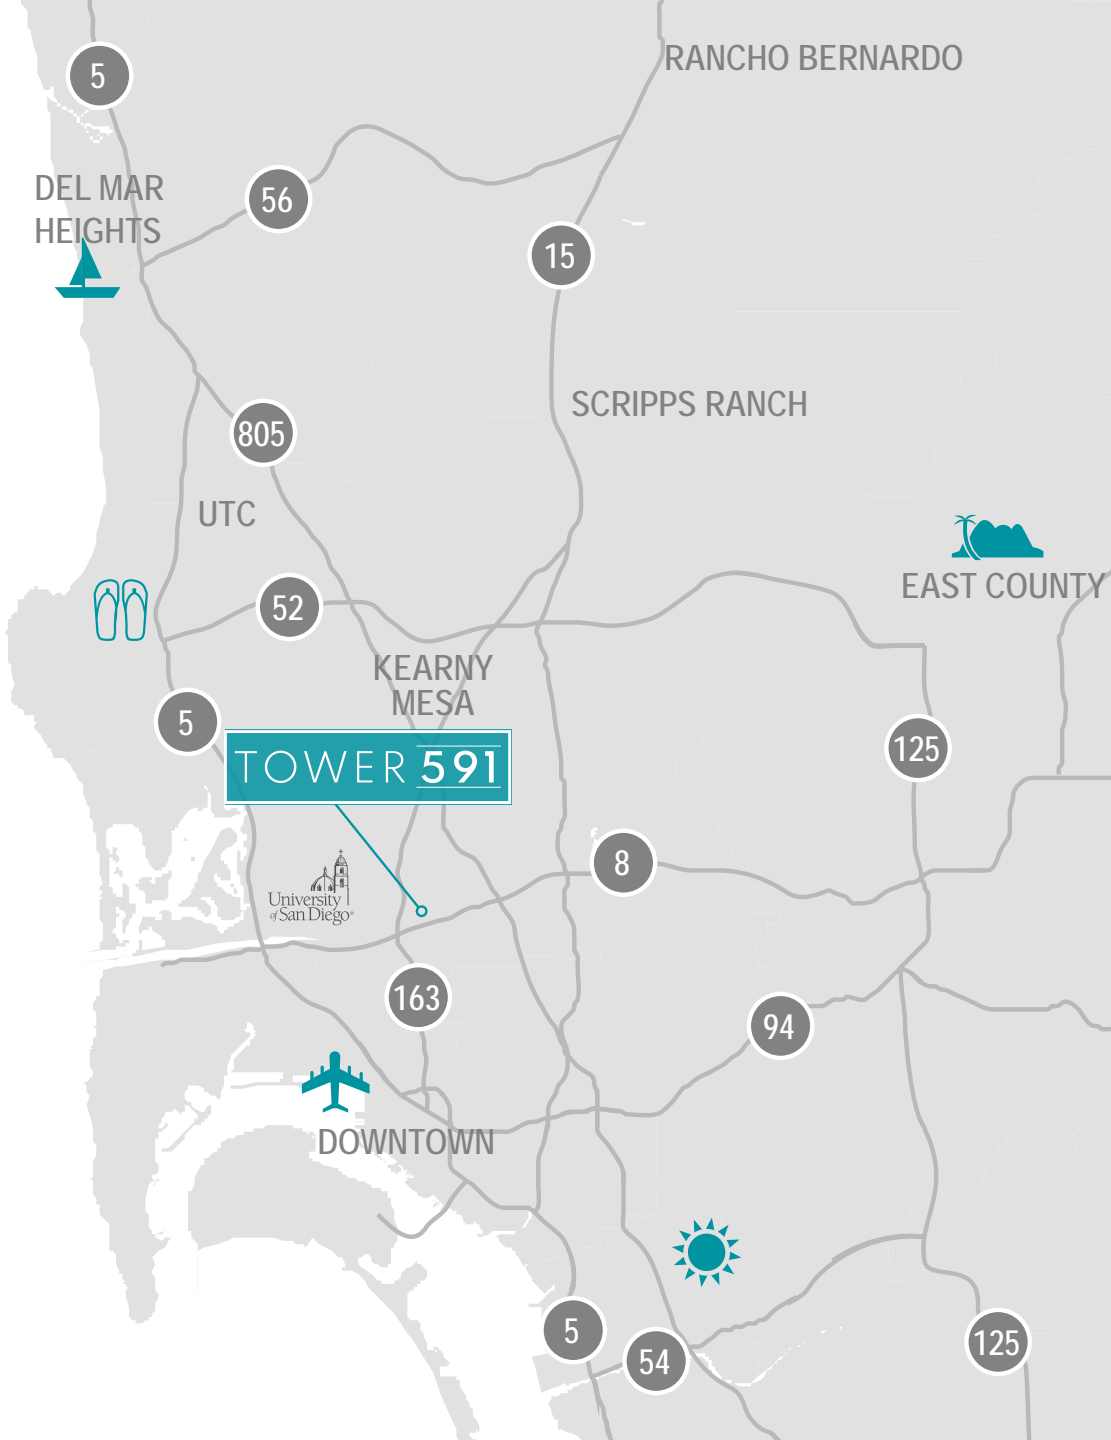 RANCHO BERNARDO
5
DEL MAR
HEIGHTS
56
15
SCRIPPS RANCH
805
UTC
EAST COUNTY
52
KEARNY
MESA
5
125
TOWER 591
8
University
of San Diego®
163
94
DOWNTOWN
5
54
125